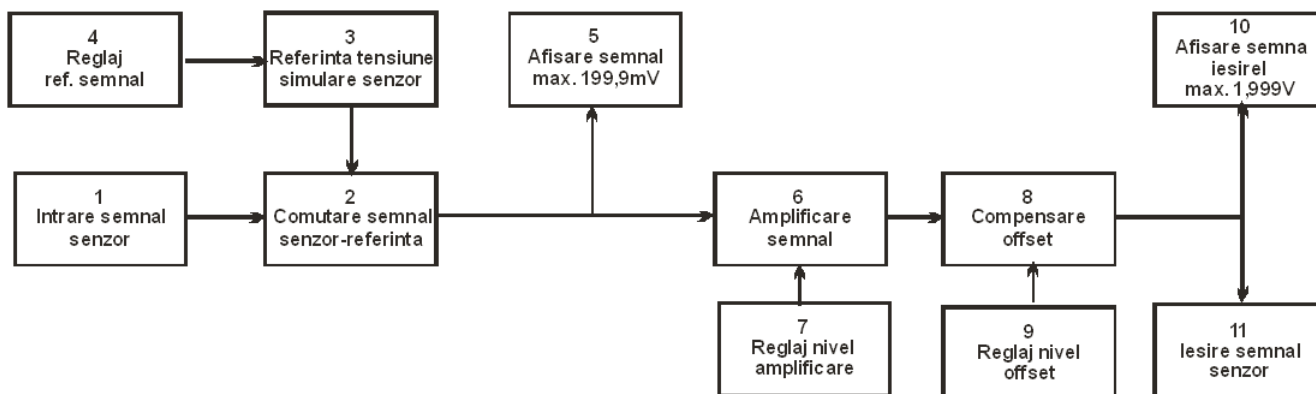 4
Reglaj
ref. semnal
3
Referinta tensiune
simulare senzor
5
Afisare semnal
max. 199,9mV
10
Afisare semna
iesirel
max. 1,999V
1
Intrare semnal
senzor
2
Comutare semnal
senzor-referinta
6
Amplificare
semnal
8
Compensare
offset
7
Reglaj nivel
amplificare
9
Reglaj nivel
offset
11
Iesire semnal
senzor